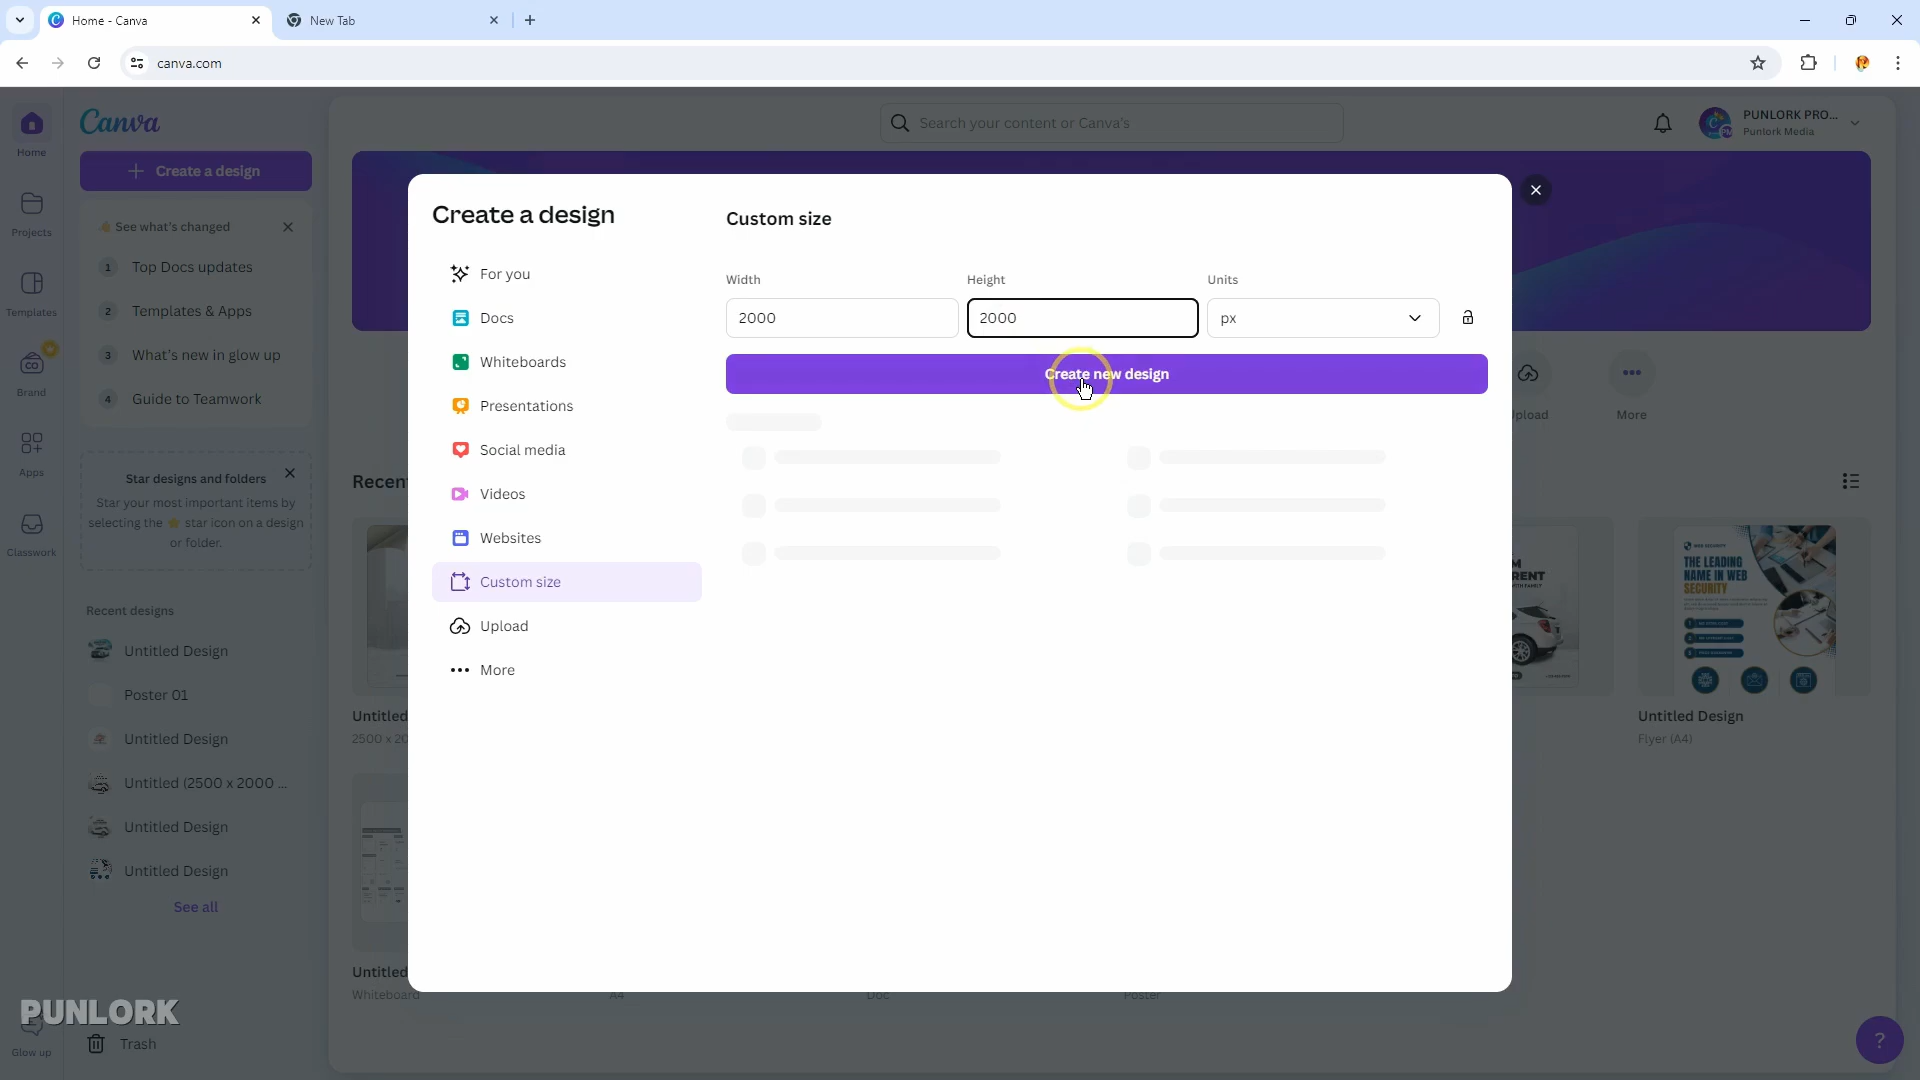 Home - Canva
New Tab
canva.com
Home
Projects
Templates
Brand
Apps
Classwork
Glow up
Canva
Create a design
See what's changed
1 Top Docs updates
2 Templates & Apps
3 What's new in glow up
4 Guide to Teamwork
Star designs and folders
Star your most important items by
selecting the star icon on a design
or folder.
Recent designs
Untitled Design
Poster 01
Untitled Design
Untitled (2500 x 2000 ...
Untitled Design
Untitled Design
See all
Trash
PUNLORK
Search your content or Canva's
PUNLORK PRO...
Punlork Media
Create a design
For you
Docs
Whiteboards
Presentations
Social media
Videos
Websites
Custom size
Upload
More
Custom size
Width
Height
Units
2000
2000
px
Create new design
More
Recen
Untitled
2500 x 20
THE LEADING
NAME IN WEB
SECURITY
Untitled Design
Flyer (A4)
Untitled
Whiteboard
A4
Doc
Poster
?